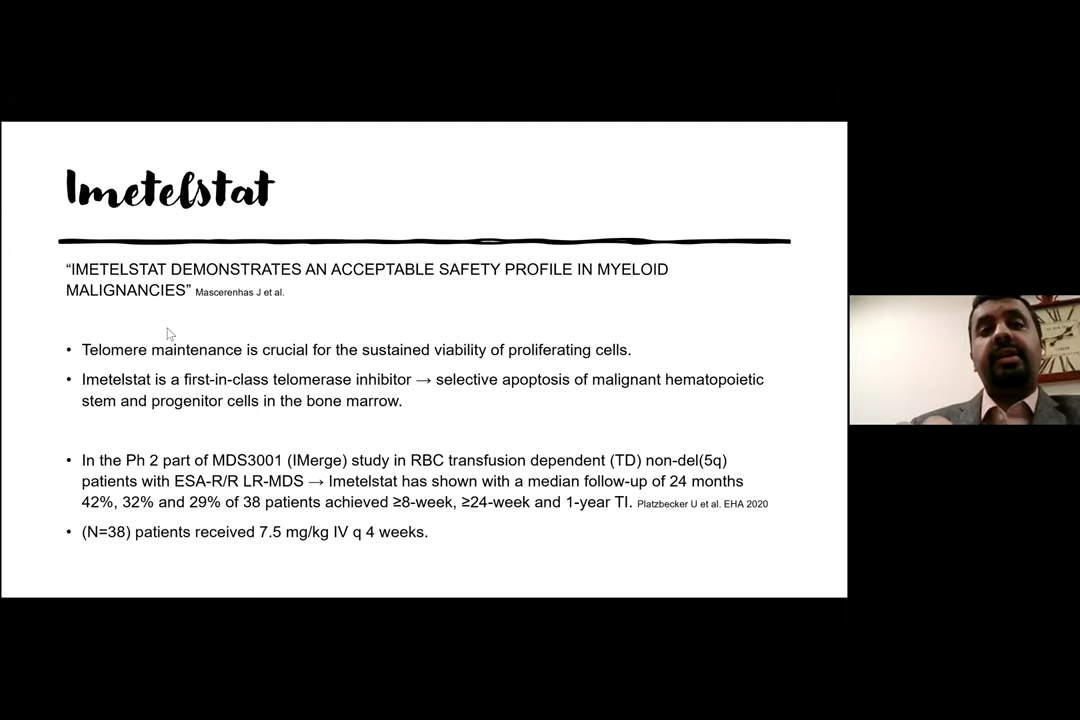 Imetelstat
“IMETELSTAT DEMONSTRATES AN ACCEPTABLE SAFETY PROFILE IN MYELOID
MALIGNANCIES” Mascerenhas J et al.
• Telomere maintenance is crucial for the sustained viability of proliferating cells.
• Imetelstat is a first-in-class telomerase inhibitor → selective apoptosis of malignant hematopoietic
stem and progenitor cells in the bone marrow.
• In the Ph 2 part of MDS3001 (IMerge) study in RBC transfusion dependent (TD) non-del(5q)
patients with ESA-R/R LR-MDS → Imetelstat has shown with a median follow-up of 24 months
42%, 32% and 29% of 38 patients achieved ≥8-week, ≥24-week and 1-year TI. Platzbecker U et al. EHA 2020
• (N=38) patients received 7.5 mg/kg IV q 4 weeks.